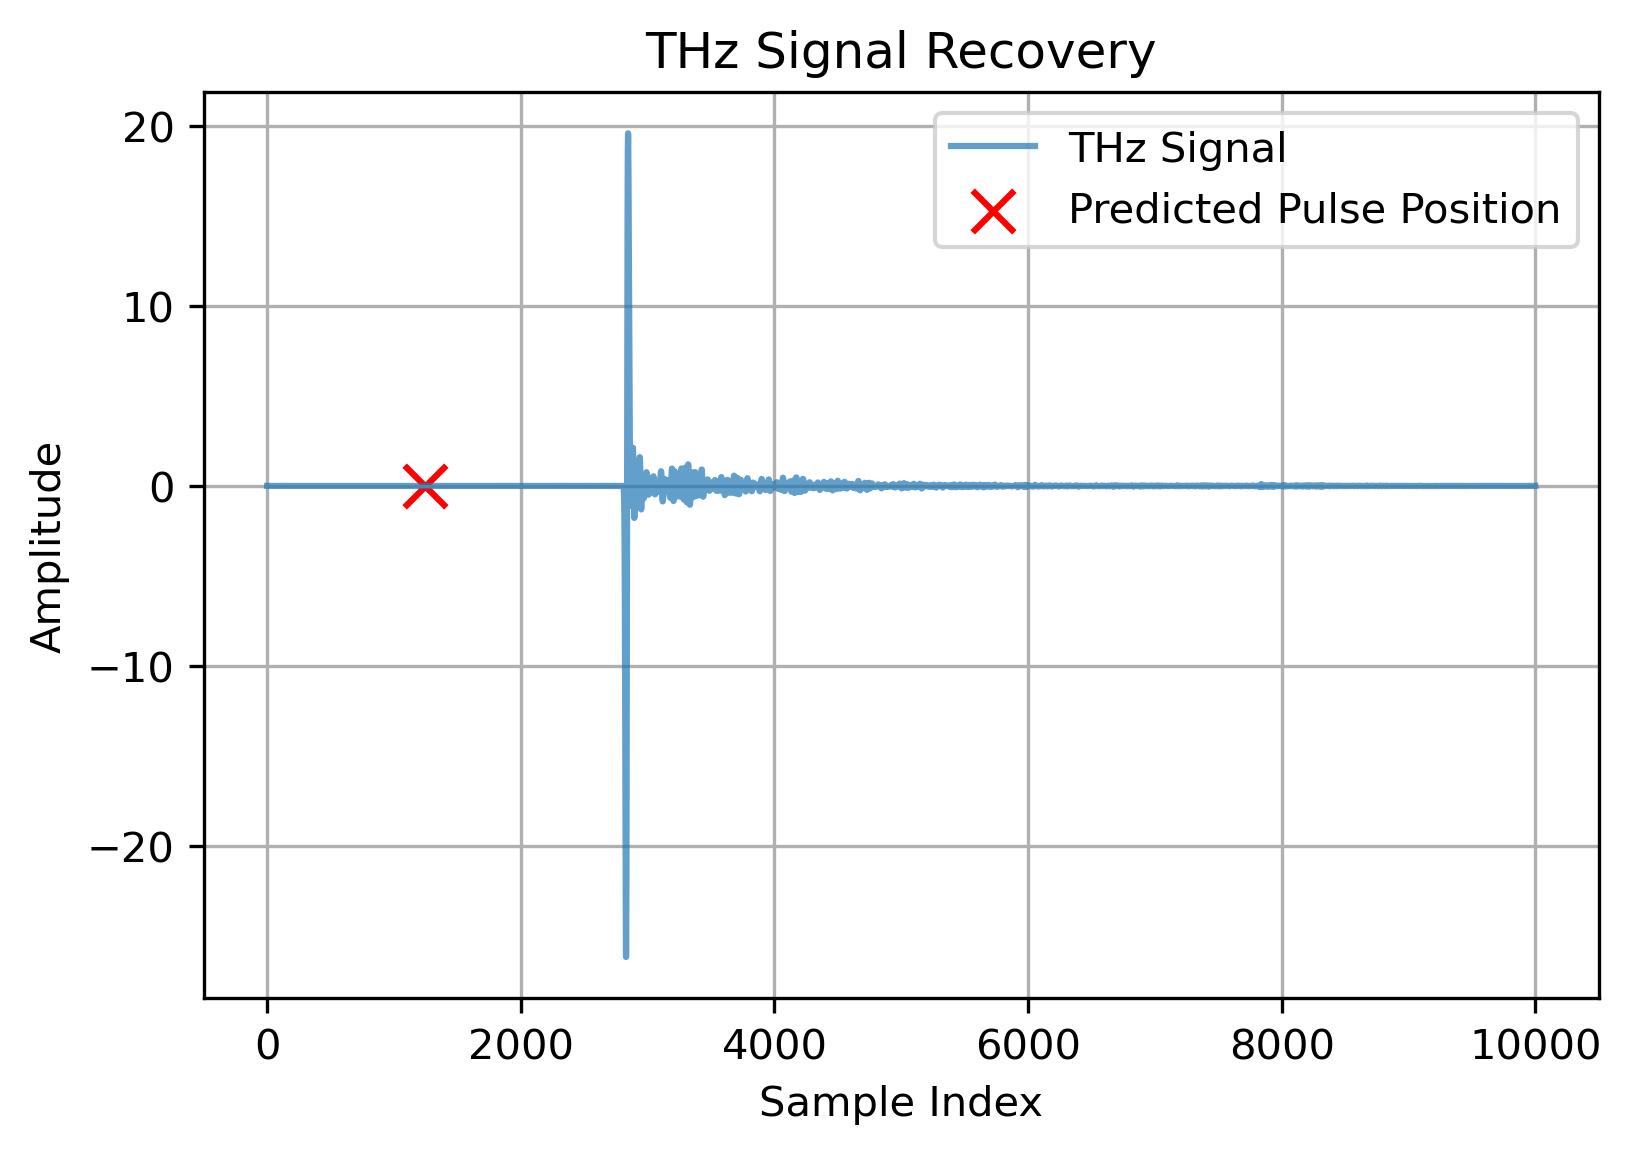 THz Signal Recovery
THz Signal
Predicted Pulse Position
20
10
0
−10
−20
Amplitude
0 2000 4000 6000 8000 10000
Sample Index